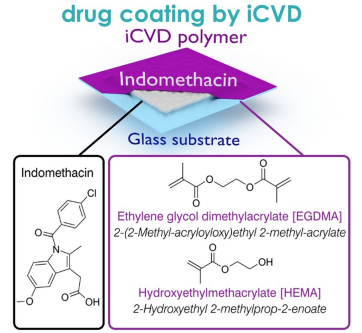 drug coating by iCVD
iCVD polymer
Indomethacin
Glass substrate
Indomethacin
Cl
O
N
O
O
OH
O
O
O
O
Ethylene glycol dimethylacrylate [EGDMA]
2-(2-Methyl-acryloyloxy)ethyl 2-methyl-acrylate
O
O
OH
Hydroxyethylmethacrylate [HEMA]
2-Hydroxyethyl 2-methylprop-2-enoate